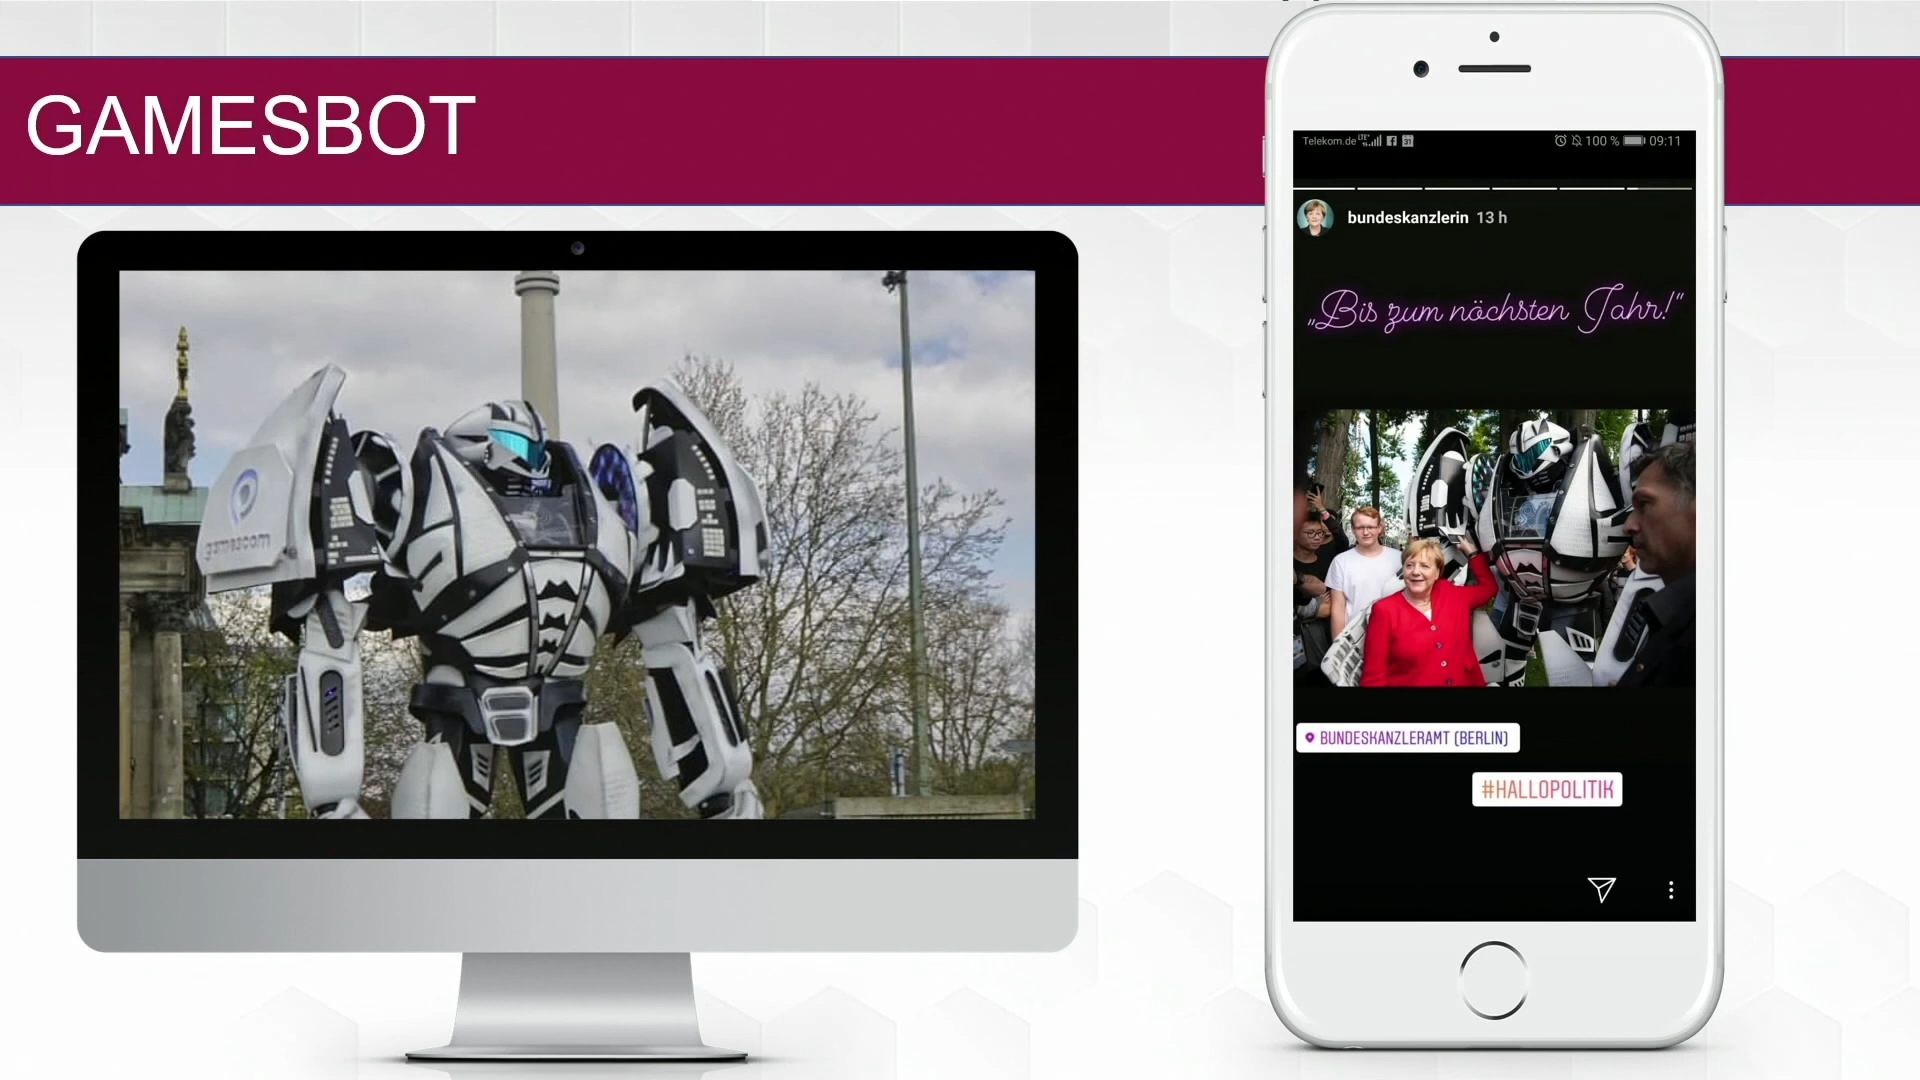 GAMESBOT
gamescom
Telekom.de
100 %
09:11
bundeskanzlerin 13 h
„Bis zum nächsten Jahr!“
BUNDESKANZLERAMT (BERLIN)
#HALLOPOLITIK